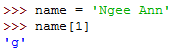 >>> name = 'Ngee Ann'
>>> name[1]
'g'